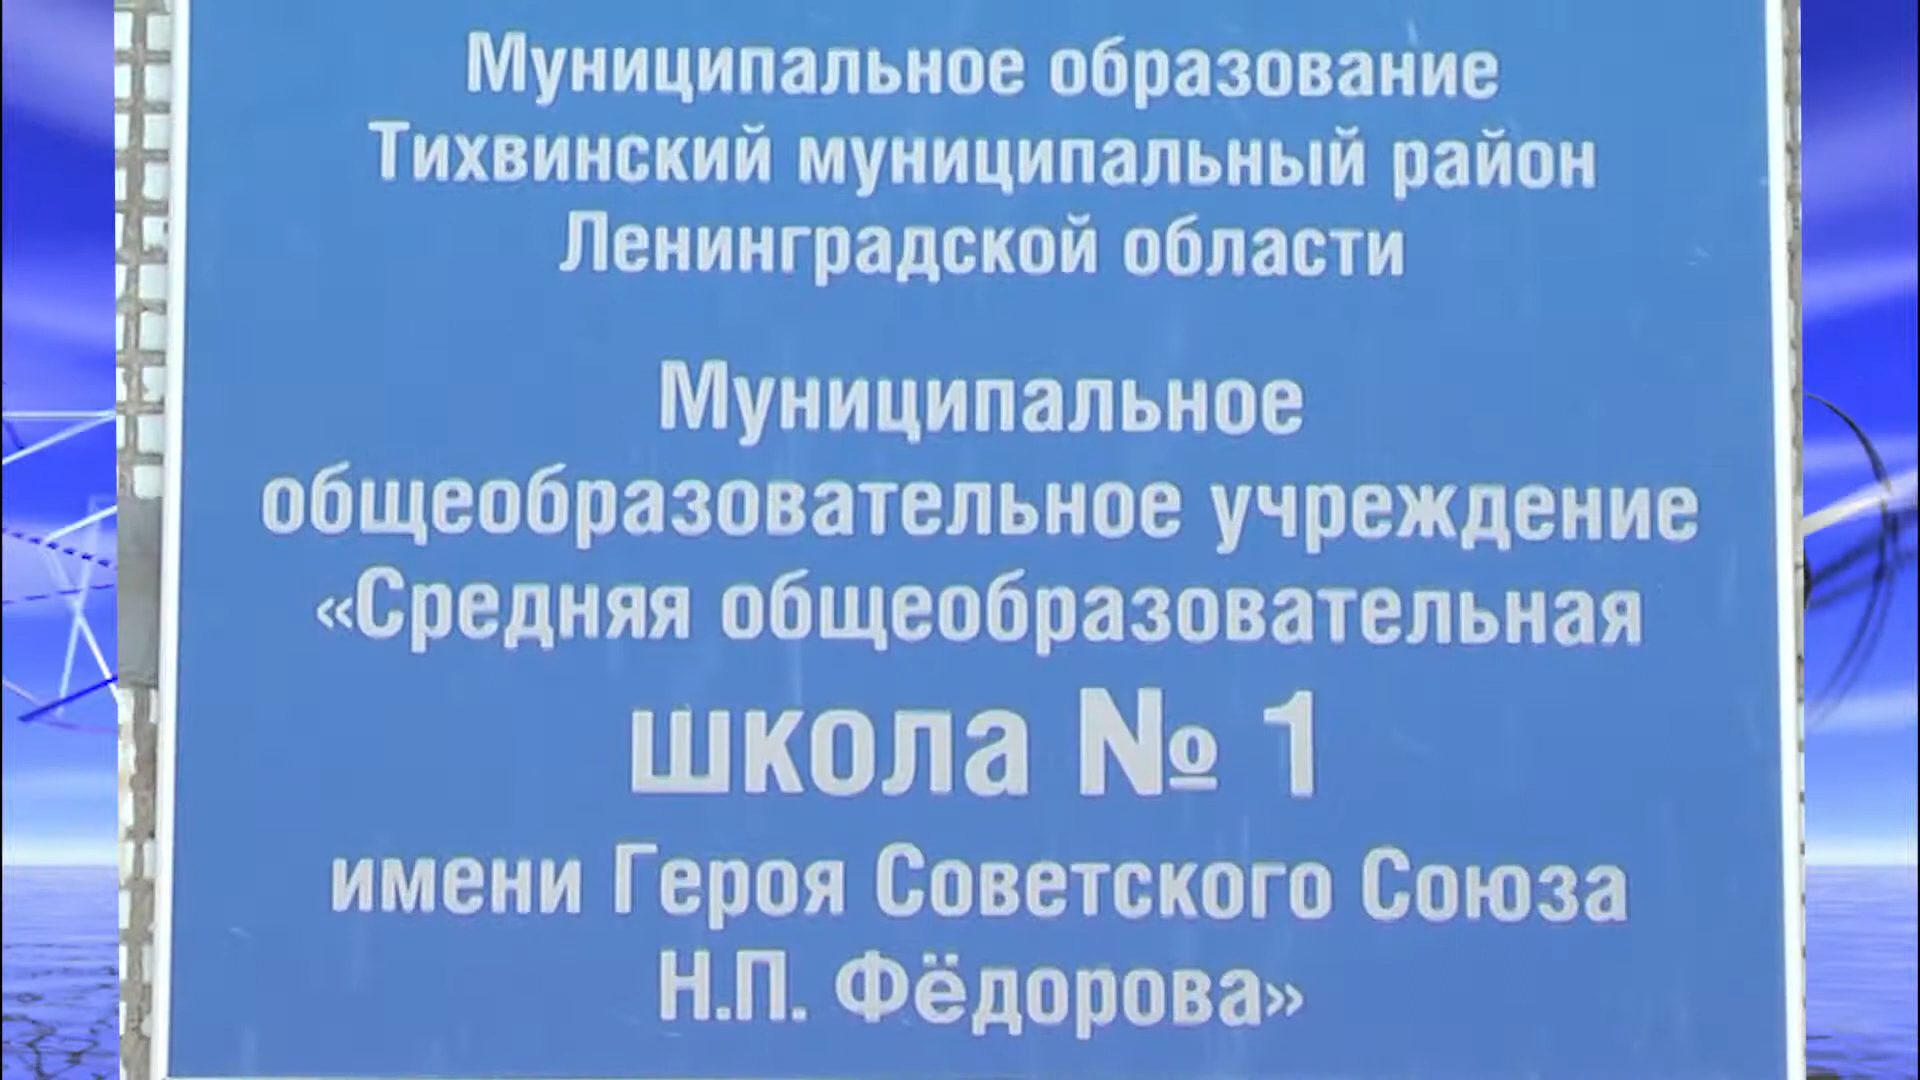 Муниципальное образование
Тихвинский муниципальный район
Ленинградской области
Муниципальное
общеобразовательное учреждение
«Средняя общеобразовательная
школа № 1
имени Героя Советского Союза
Н.П. Фёдорова»